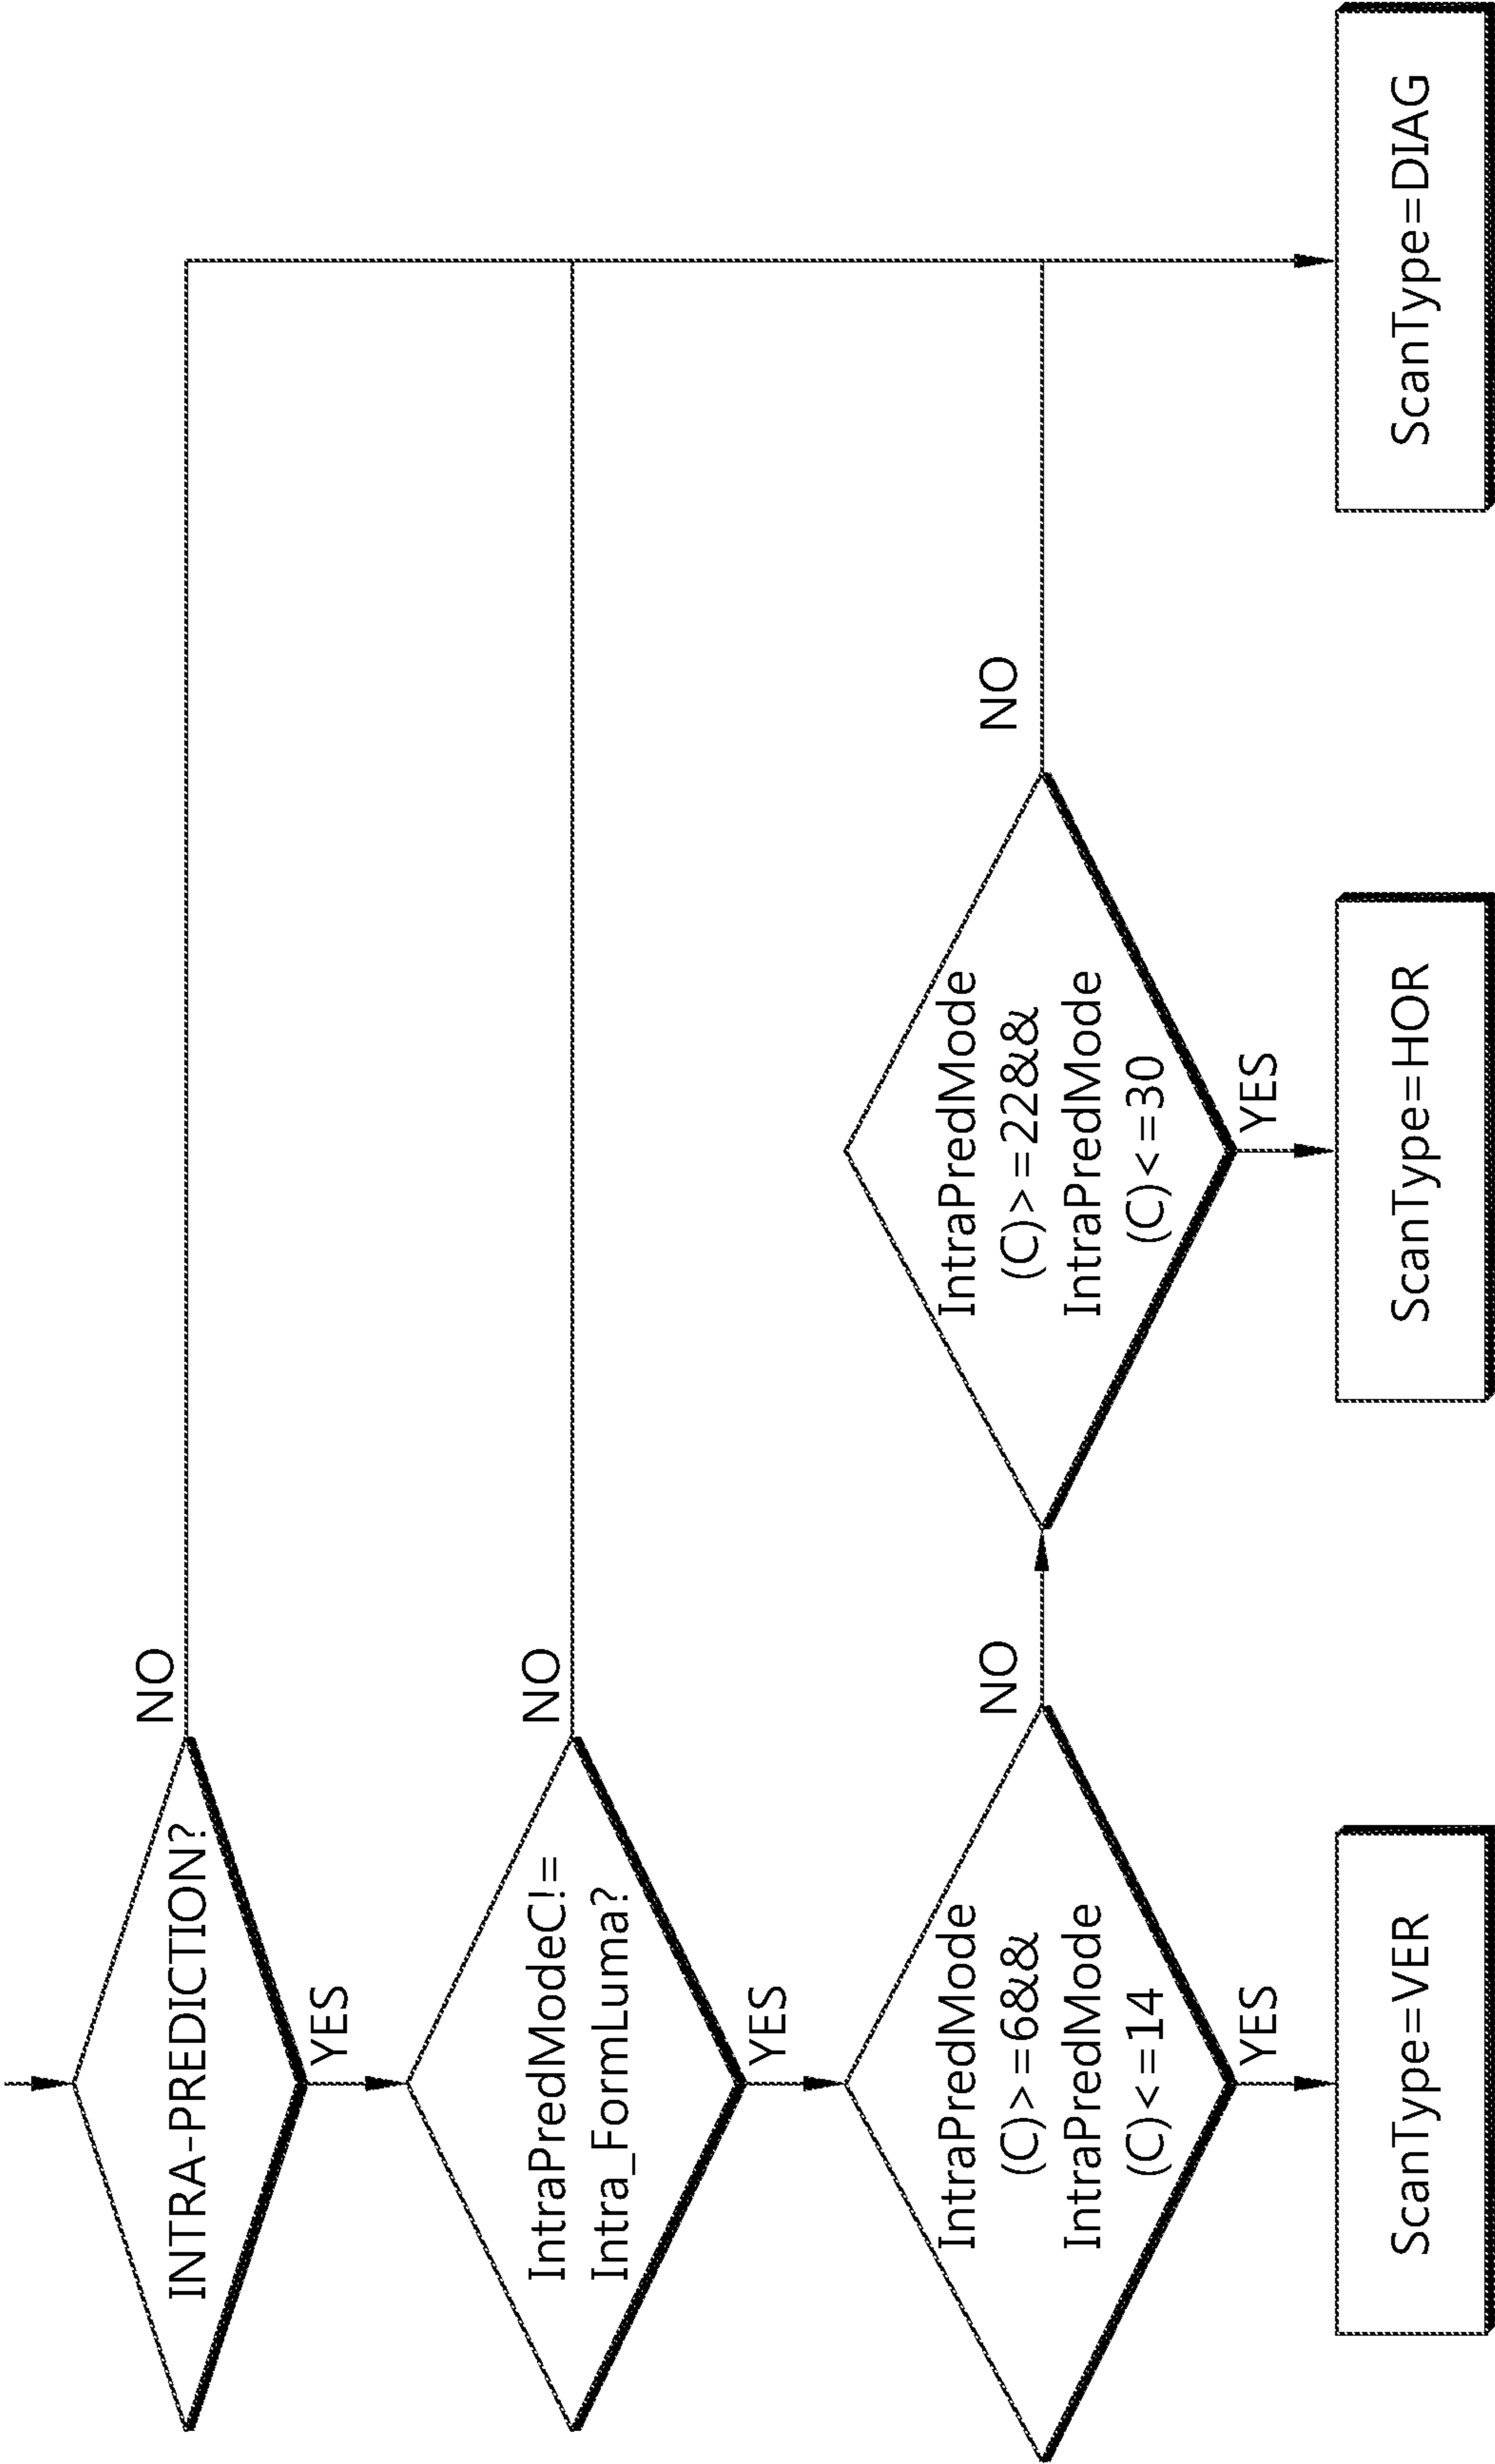 INTRA-PREDICTION?
NO
YES
IntraPredModeC!=
Intra_FormLuma?
NO
YES
IntraPredMode
(C)>=6&&
IntraPredMode
(C)<=14
NO
YES
IntraPredMode
(C)>=22&&
IntraPredMode
(C)<=30
NO
YES
ScanType=VER
ScanType=HOR
ScanType=DIAG